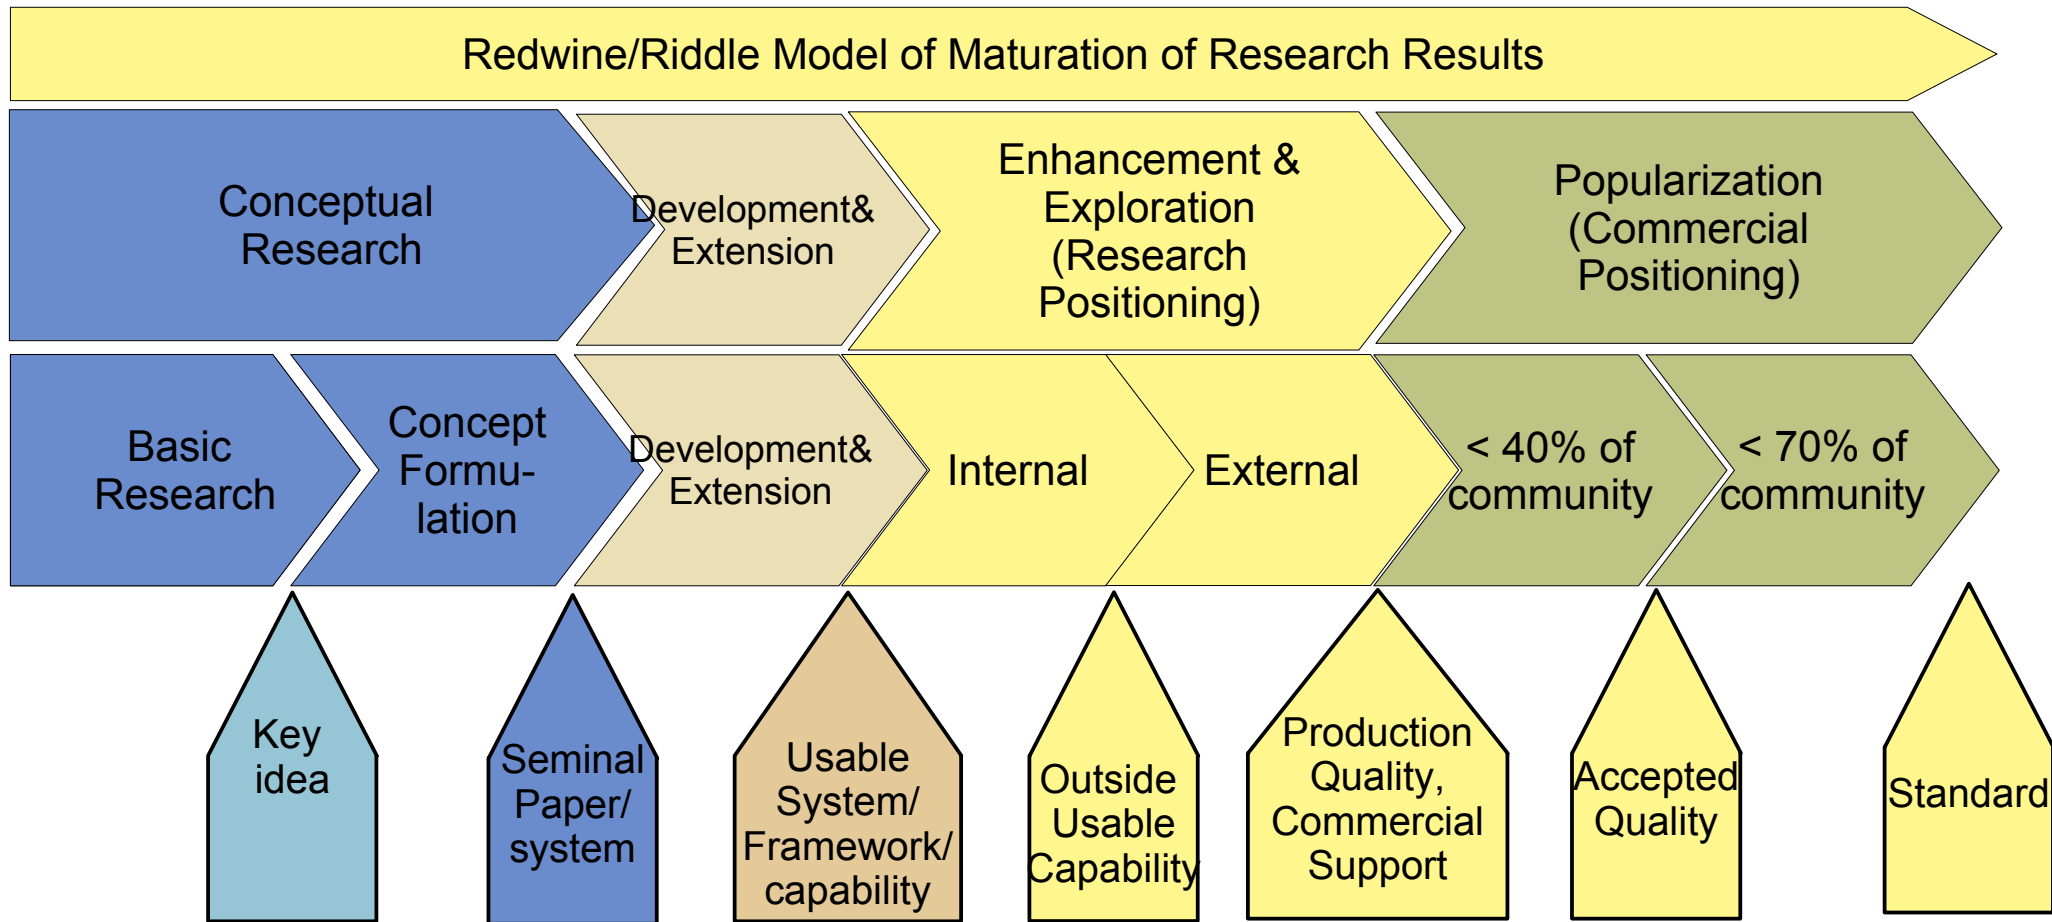 Redwine/Riddle Model of Maturation of Research Results
Conceptual
Research
Development&
Extension
Enhancement &
Exploration
(Research
Positioning)
Popularization
(Commercial
Positioning)
Basic
Research
Concept
Formu-
lation
Development&
Extension
Internal
External
< 40% of
community
< 70% of
community
Key
idea
Seminal
Paper/
system
Usable
System/
Framework/
capability
Outside
Usable
Capability
Production
Quality,
Commercial
Support
Accepted
Quality
Standard